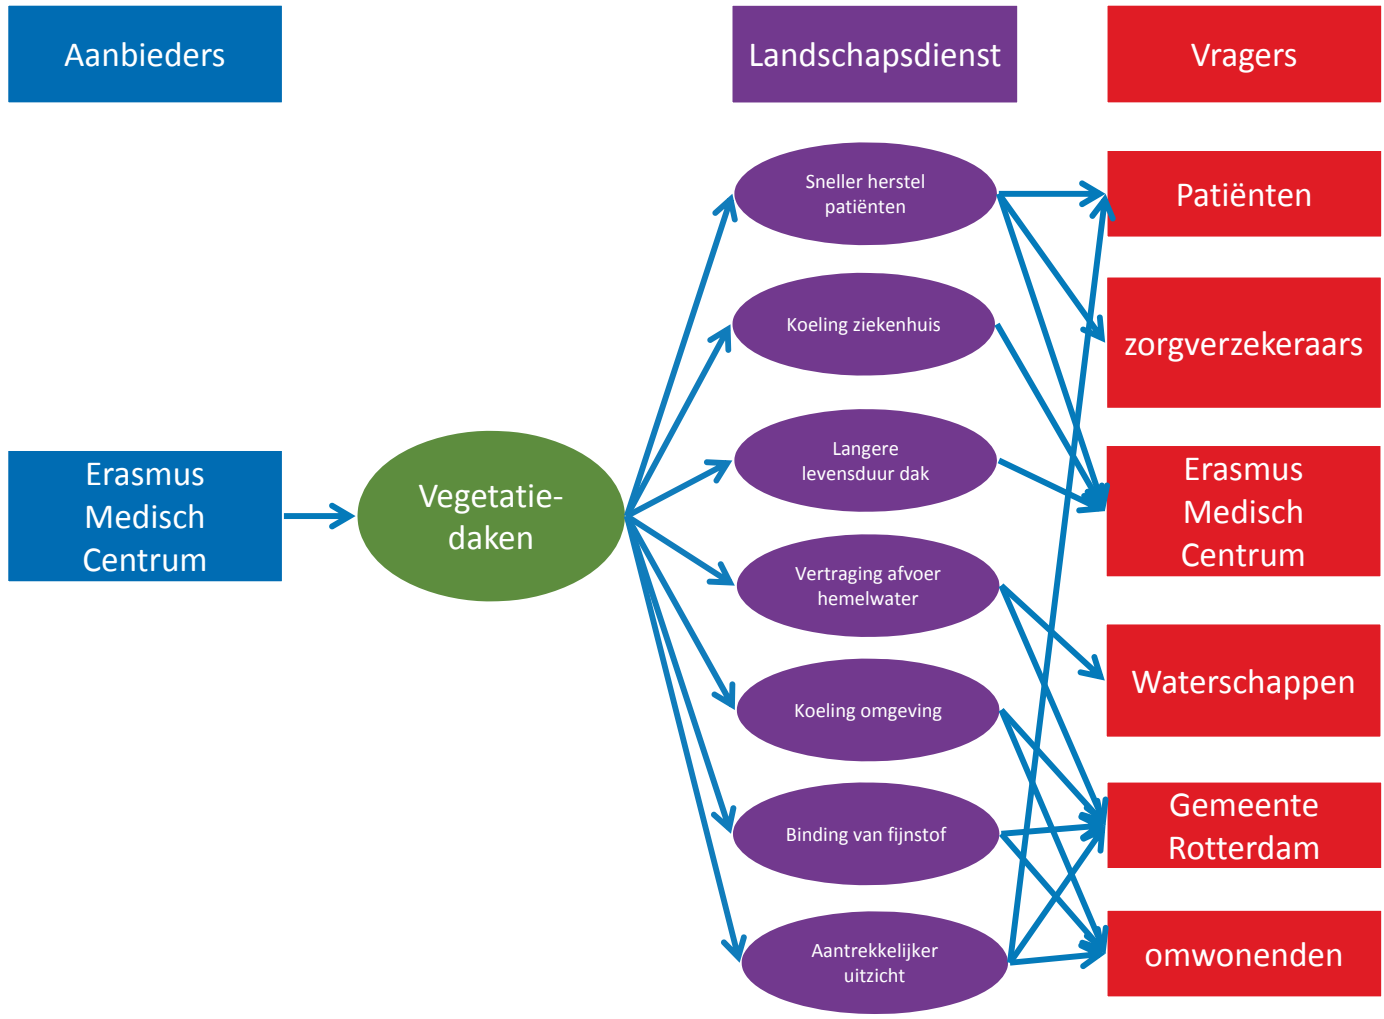 Aanbieders
Landschapsdienst
Vragers
Sneller herstel
patiënten
Patiënten
Koeling ziekenhuis
zorgverzekeraars
Erasmus
Medisch
Centrum
Vegetatie-
daken
Langere
levensduur dak
Erasmus
Medisch
Centrum
Vertraging afvoer
hemelwater
Waterschappen
Koeling omgeving
Binding van fijnstof
Gemeente
Rotterdam
Aantrekkelijker
uitzicht
omwonenden